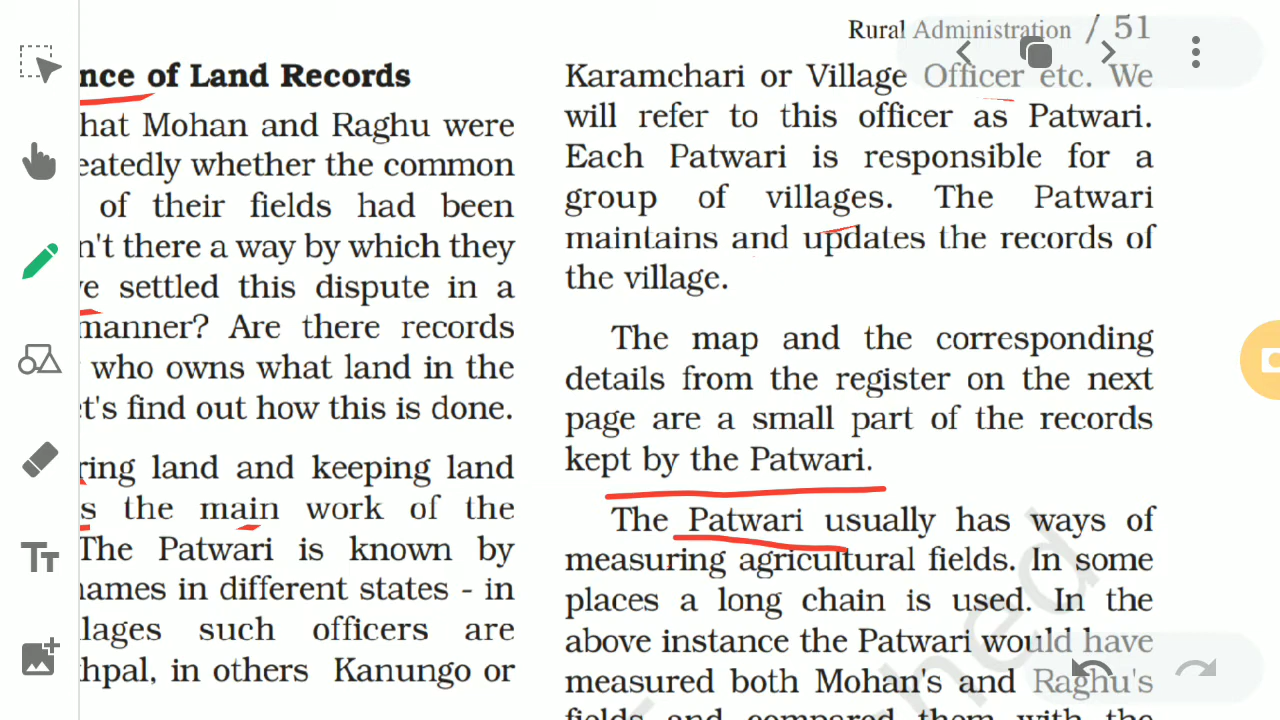 Rural Administration / 51
nce of Land Records
hat Mohan and Raghu were
eatedly whether the common
of their fields had been
n't there a way by which they
e settled this dispute in a
manner? Are there records
who owns what land in the
t's find out how this is done.
ring land and keeping land
s the main work of the
The Patwari is known by
names in different states - in
lages such officers are
hpal, in others Kanungo or
Karamchari or Village Officer etc. We
will refer to this officer as Patwari.
Each Patwari is responsible for a
group of villages. The Patwari
maintains and updates the records of
the village.
The map and the corresponding
details from the register on the next
page are a small part of the records
kept by the Patwari.
The Patwari usually has ways of
measuring agricultural fields. In some
places a long chain is used. In the
above instance the Patwari would have
measured both Mohan's and Raghu's
fields and compared them with the